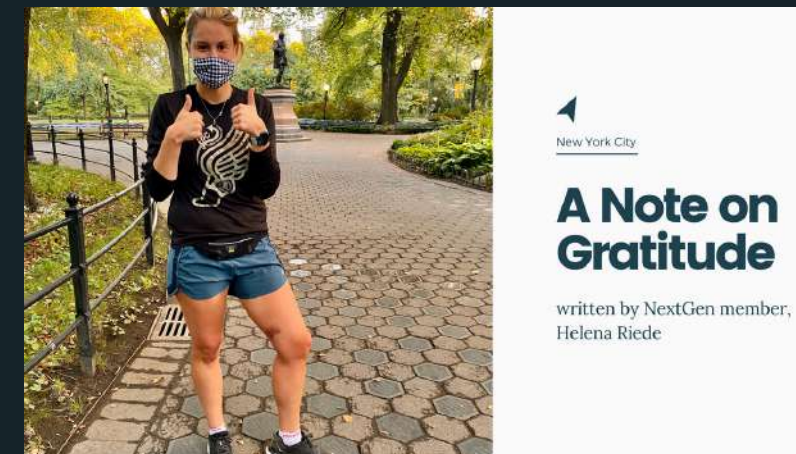 New York City
A Note on
Gratitude
written by NextGen member,
Helena Riede